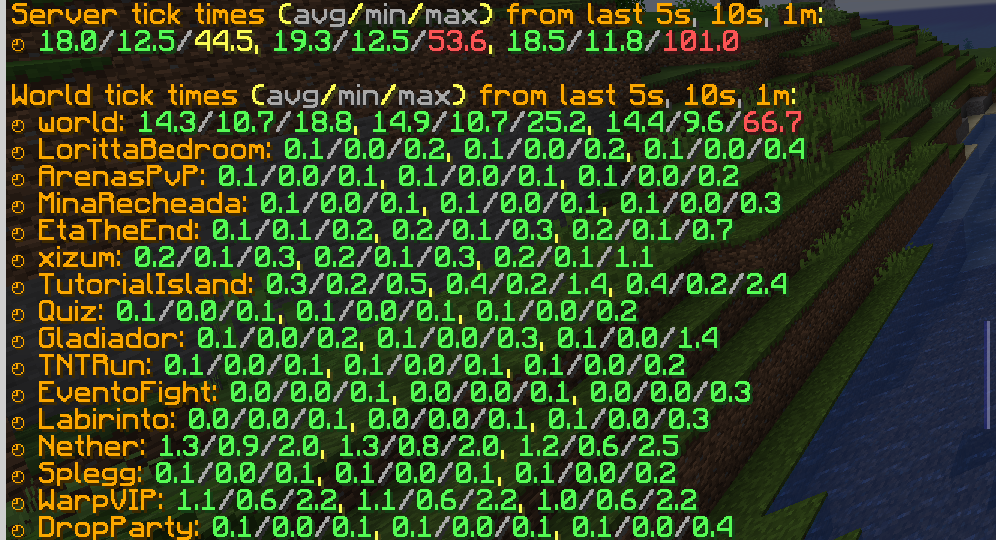 Server tick times (avg/min/max) from last 5s, 10s, 1m:
◴ 18.0/12.5/44.5, 19.3/12.5/53.6, 18.5/11.8/101.0
World tick times (avg/min/max) from last 5s, 10s, 1m:
◴ world: 14.3/10.7/18.8, 14.9/10.7/25.2, 14.4/9.6/66.7
◴ LorittaBedroom: 0.1/0.0/0.2, 0.1/0.0/0.2, 0.1/0.0/0.4
◴ ArenasPvP: 0.1/0.0/0.1, 0.1/0.0/0.1, 0.1/0.0/0.2
◴ MinaRecheada: 0.1/0.0/0.1, 0.1/0.0/0.1, 0.1/0.0/0.3
◴ EtaTheEnd: 0.1/0.1/0.2, 0.2/0.1/0.3, 0.2/0.1/0.7
◴ xizum: 0.2/0.1/0.3, 0.2/0.1/0.3, 0.2/0.1/1.1
◴ TutorialIsland: 0.3/0.2/0.5, 0.4/0.2/1.4, 0.4/0.2/2.4
◴ Quiz: 0.1/0.0/0.1, 0.1/0.0/0.1, 0.1/0.0/0.2
◴ Gladiador: 0.1/0.0/0.2, 0.1/0.0/0.3, 0.1/0.0/1.4
◴ TNTRun: 0.1/0.0/0.1, 0.1/0.0/0.1, 0.1/0.0/0.2
◴ EventoFight: 0.0/0.0/0.1, 0.0/0.0/0.1, 0.0/0.0/0.3
◴ Labirinto: 0.0/0.0/0.1, 0.0/0.0/0.1, 0.1/0.0/0.3
◴ Nether: 1.3/0.9/2.0, 1.3/0.8/2.0, 1.2/0.6/2.5
◴ Splegg: 0.1/0.0/0.1, 0.1/0.0/0.1, 0.1/0.0/0.2
◴ WarpVIP: 1.1/0.6/2.2, 1.1/0.6/2.2, 1.0/0.6/2.2
◴ DropParty: 0.1/0.0/0.1, 0.1/0.0/0.1, 0.1/0.0/0.4